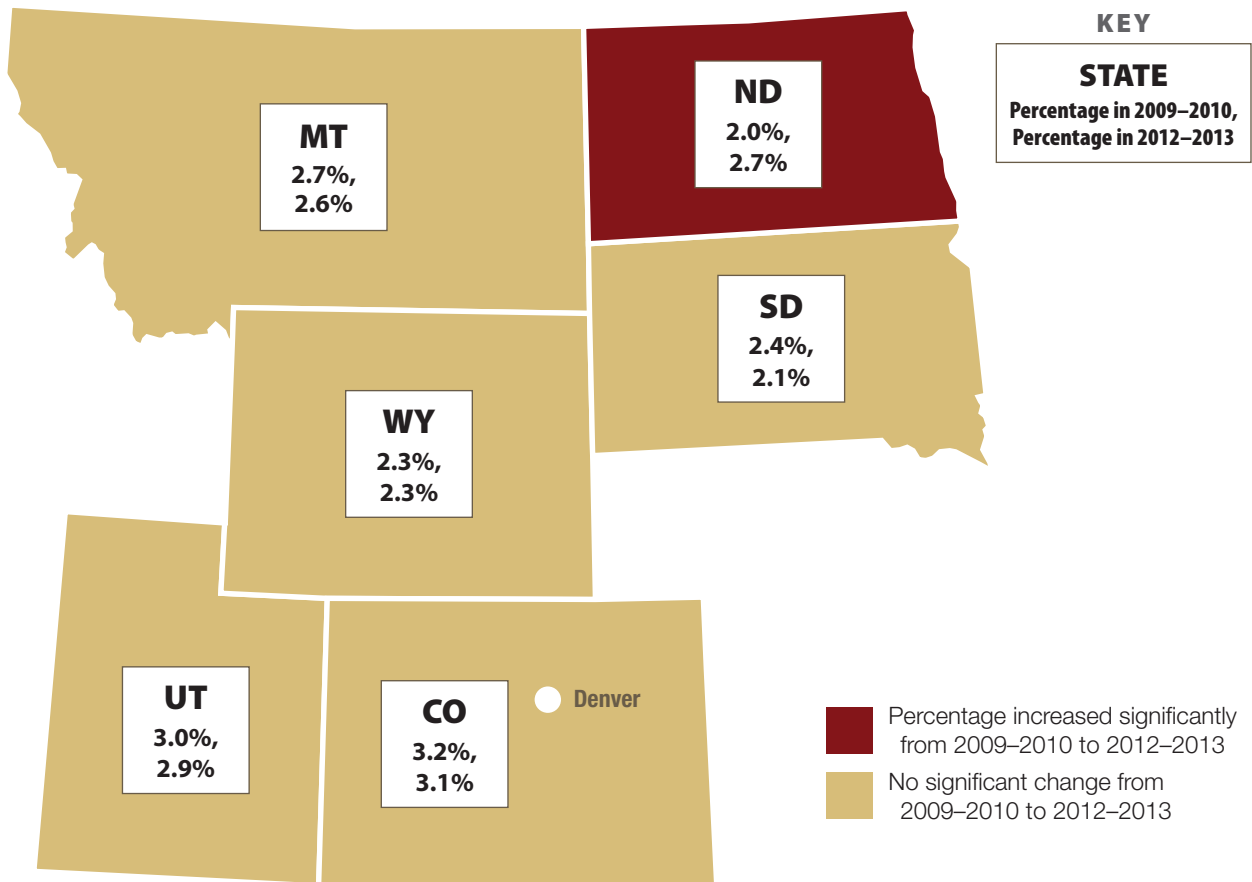 KEY
STATE
Percentage in 2009–2010,
Percentage in 2012–2013
MT
2.7%,
2.6%
ND
2.0%,
2.7%
SD
2.4%,
2.1%
WY
2.3%,
2.3%
UT
3.0%,
2.9%
CO
3.2%,
3.1%
Denver
Percentage increased significantly
from 2009–2010 to 2012–2013
No significant change from
2009–2010 to 2012–2013